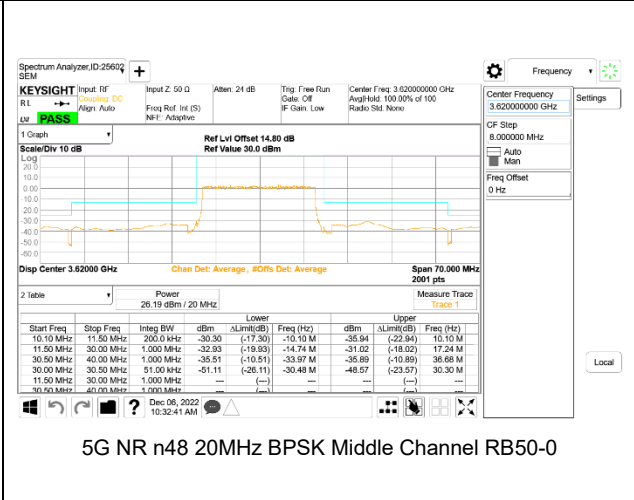 Spectrum Analyzer,ID:25602
SEM
+
Frequency
KEYSIGHT
Input: RF
Input Z: 50 Ω
Atten: 24 dB
Trig: Free Run
Center Freq: 3.620000000 GHz
RL
Coupling: DC
Gate: Off
Avg|Hold: 100.00% of 100
Align: Auto
Freq Ref: Int (S)
IF Gain: Low
Radio Std: None
NFE: Adaptive
PASS
Center Frequency
3.620000000 GHz
Settings
CF Step
8.000000 MHz
Auto
Man
Freq Offset
0 Hz
1 Graph
Ref Lvl Offset 14.80 dB
Scale/Div 10 dB
Ref Value 30.0 dBm
Log
20.0
10.0
0.00
-10.0
-20.0
-30.0
-40.0
-50.0
-60.0
Disp Center 3.62000 GHz
Chan Det: Average, #Offs Det: Average
Span 70.000 MHz
2001 pts
2 Table
Power
26.19 dBm / 20 MHz
Measure Trace
Trace 1
Lower Upper
Start Freq Stop Freq Integ BW dBm ΔLimit(dB) Freq (Hz) dBm ΔLimit(dB) Freq (Hz)
10.10 MHz 11.50 MHz 200.0 kHz -30.30 (-17.30) -10.10 M -35.94 (-22.94) 10.10 M
11.50 MHz 30.00 MHz 1.000 MHz -32.93 (-19.93) -14.74 M -31.02 (-18.02) 17.24 M
30.50 MHz 40.00 MHz 1.000 MHz -35.51 (-10.51) -33.97 M -35.89 (-10.89) 36.68 M
30.00 MHz 30.50 MHz 51.00 kHz -51.11 (-26.11) -30.48 M -48.57 (-23.57) 30.30 M
11.50 MHz 30.00 MHz 1.000 MHz --- (---) --- --- (---) ---
30.50 MHz 40.00 MHz 1.000 MHz --- (---) --- --- (---) ---
Local
?
Dec 06, 2022
10:32:41 AM
5G NR n48 20MHz BPSK Middle Channel RB50-0